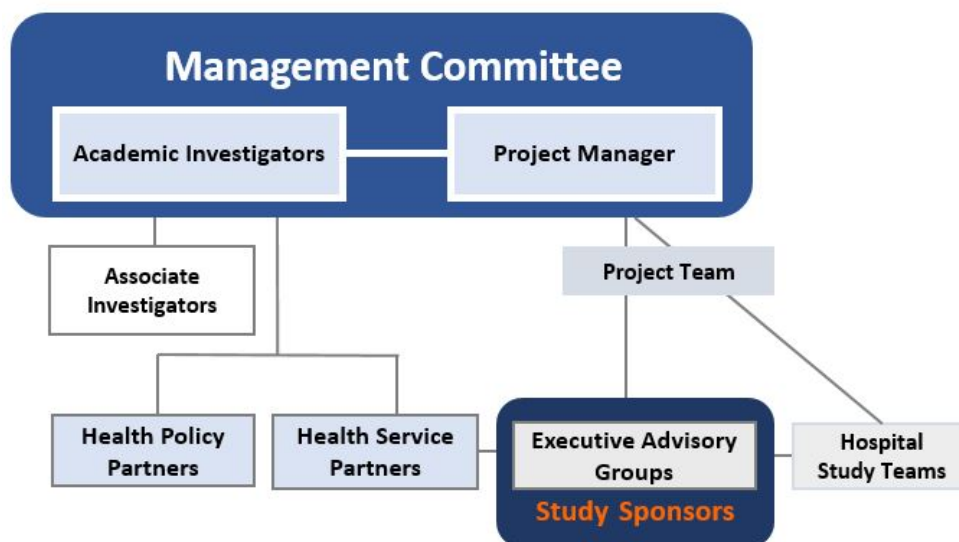 Management Committee
Academic Investigators
Project Manager
Associate
Investigators
Project Team
Health Policy
Partners
Health Service
Partners
Executive Advisory
Groups
Study Sponsors
Hospital
Study Teams